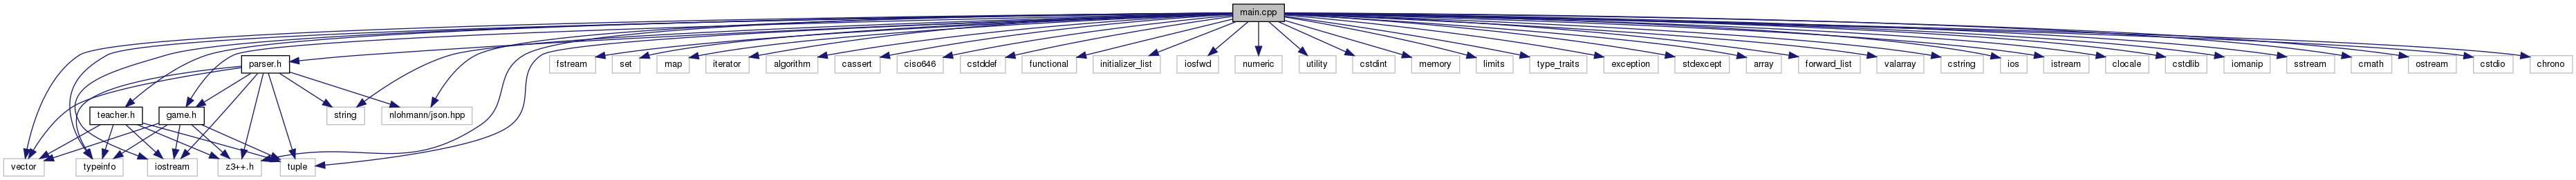 main.cpp
parser.h
fstream
set
map
iterator
algorithm
cassert
ciso646
cstddef
functional
initializer_list
iosfwd
numeric
utility
cstdint
memory
limits
type_traits
exception
stdexcept
array
forward_list
valarray
cstring
ios
istream
clocale
cstdlib
iomanip
sstream
cmath
ostream
cstdio
chrono
teacher.h
game.h
string
nlohmann/json.hpp
vector
typeinfo
iostream
z3++.h
tuple